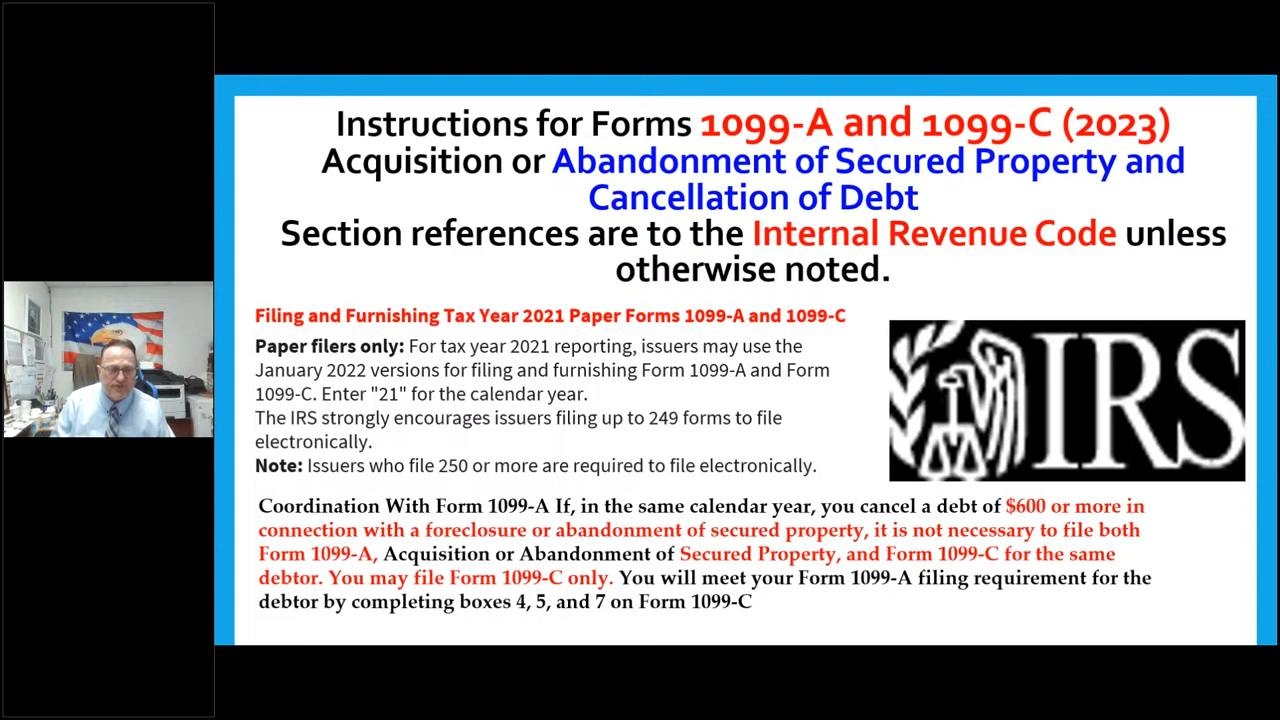 Instructions for Forms 1099-A and 1099-C (2023)
Acquisition or Abandonment of Secured Property and
Cancellation of Debt
Section references are to the Internal Revenue Code unless
otherwise noted.
Filing and Furnishing Tax Year 2021 Paper Forms 1099-A and 1099-C
Paper filers only: For tax year 2021 reporting, issuers may use the
January 2022 versions for filing and furnishing Form 1099-A and Form
1099-C. Enter "21" for the calendar year.
The IRS strongly encourages issuers filing up to 249 forms to file
electronically.
Note: Issuers who file 250 or more are required to file electronically.
IRS
Coordination With Form 1099-A If, in the same calendar year, you cancel a debt of $600 or more in
connection with a foreclosure or abandonment of secured property, it is not necessary to file both
Form 1099-A, Acquisition or Abandonment of Secured Property, and Form 1099-C for the same
debtor. You may file Form 1099-C only. You will meet your Form 1099-A filing requirement for the
debtor by completing boxes 4, 5, and 7 on Form 1099-C